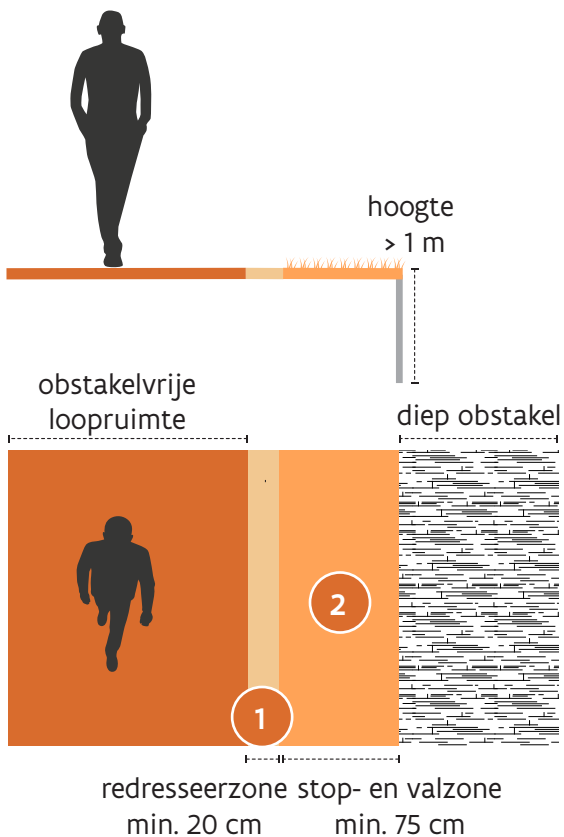 hoogte
> 1 m
obstakelvrije
loopruimte
diep obstakel
2
1
redresseerzone
min. 20 cm
stop- en valzone
min. 75 cm